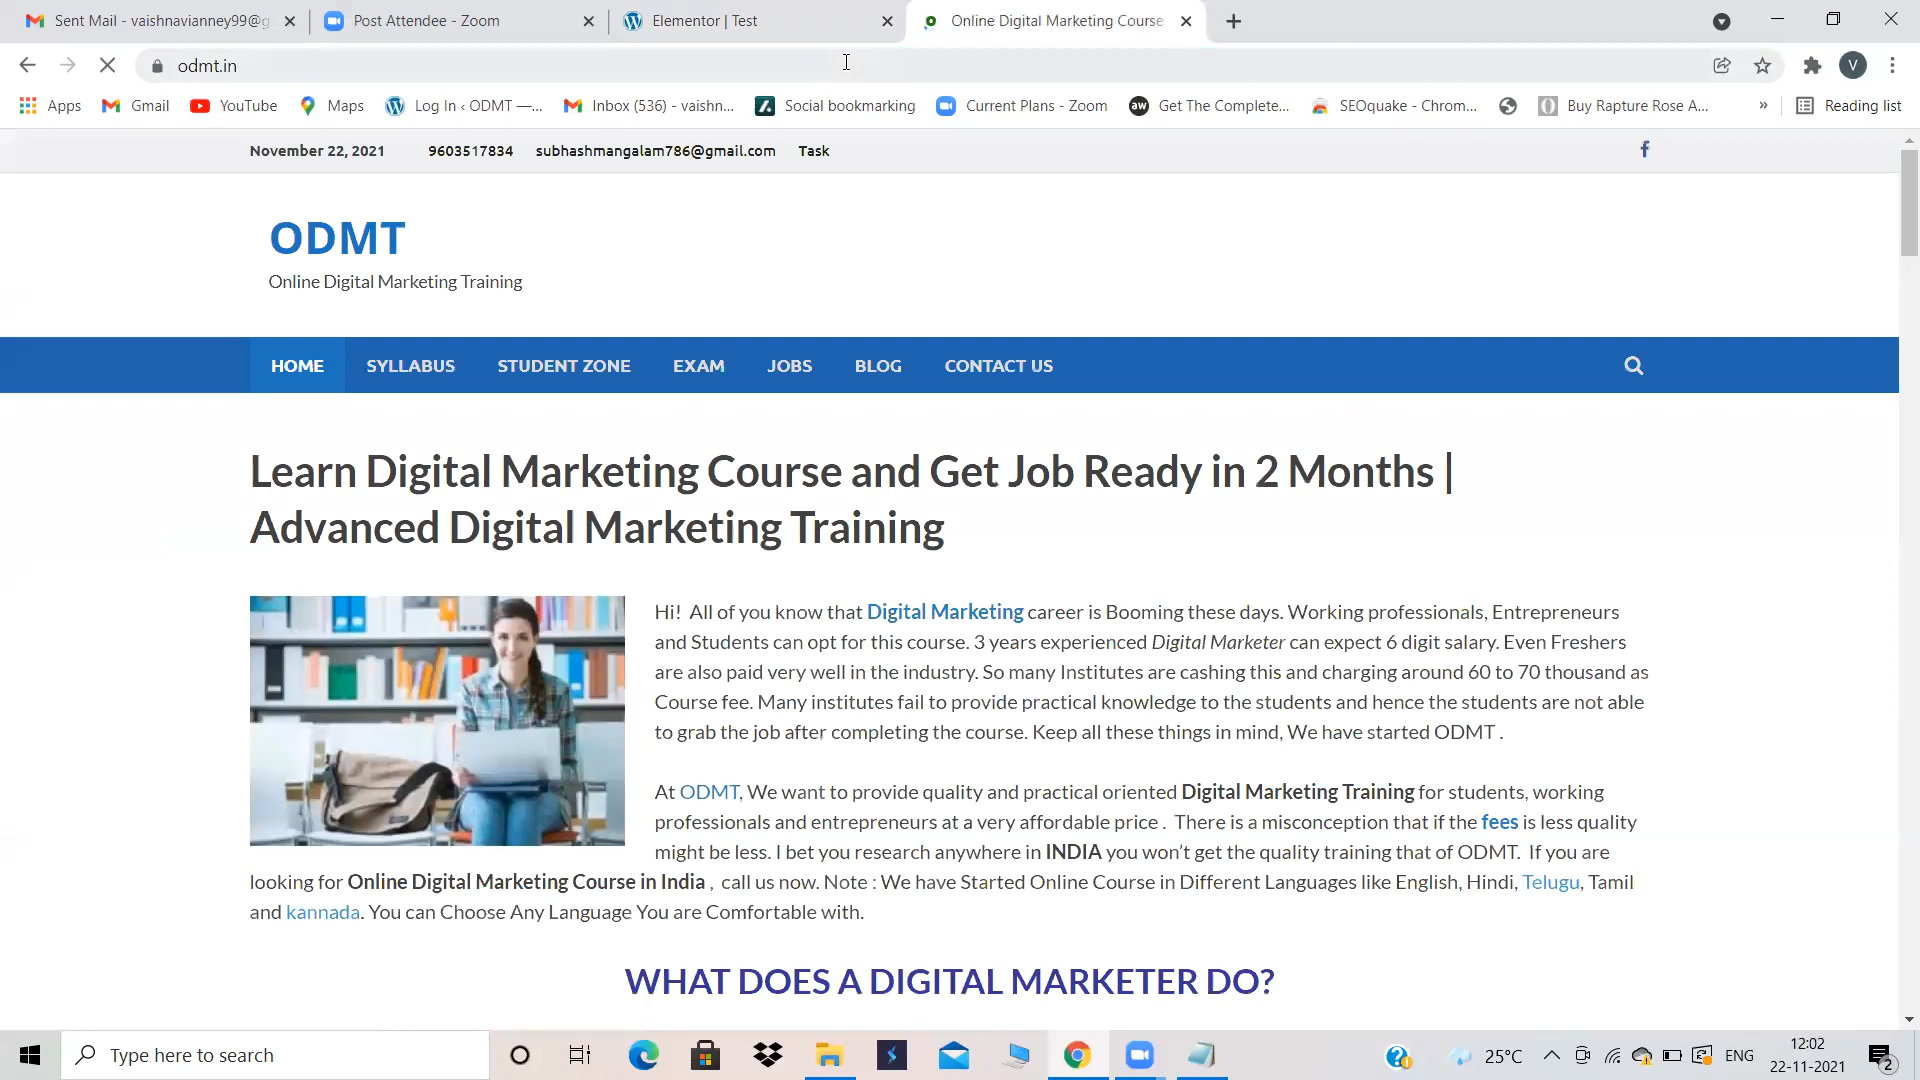 Sent Mail - vaishnavianney99@g
Post Attendee - Zoom
Elementor | Test
Online Digital Marketing Course
odmt.in
V
Apps
Gmail
YouTube
Maps
Log In ‹ ODMT —...
Inbox (536) - vaishn...
Social bookmarking
Current Plans - Zoom
aw
Get The Complete...
SEOquake - Chrom...
Buy Rapture Rose A...
»
Reading list
November 22, 2021
9603517834
subhashmangalam786@gmail.com
Task
ODMT
Online Digital Marketing Training
HOME
SYLLABUS
STUDENT ZONE
EXAM
JOBS
BLOG
CONTACT US
Learn Digital Marketing Course and Get Job Ready in 2 Months |
Advanced Digital Marketing Training
Hi!  All of you know that Digital Marketing career is Booming these days. Working professionals, Entrepreneurs
and Students can opt for this course. 3 years experienced Digital Marketer can expect 6 digit salary. Even Freshers
are also paid very well in the industry. So many Institutes are cashing this and charging around 60 to 70 thousand as
Course fee. Many institutes fail to provide practical knowledge to the students and hence the students are not able
to grab the job after completing the course. Keep all these things in mind, We have started ODMT .
At ODMT, We want to provide quality and practical oriented Digital Marketing Training for students, working
professionals and entrepreneurs at a very affordable price .  There is a misconception that if the fees is less quality
might be less. I bet you research anywhere in INDIA you won't get the quality training that of ODMT.  If you are
looking for Online Digital Marketing Course in India ,  call us now. Note : We have Started Online Course in Different Languages like English, Hindi, Telugu, Tamil
and kannada. You can Choose Any Language You are Comfortable with.
WHAT DOES A DIGITAL MARKETER DO?
Type here to search
25°C
ENG
12:02
22-11-2021
2